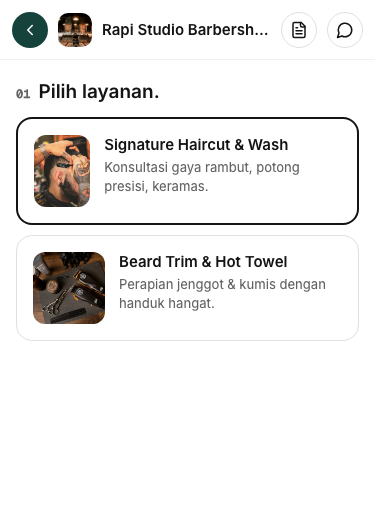 Rapi Studio Barbersh...
01 Pilih layanan.
Signature Haircut & Wash
Konsultasi gaya rambut, potong
presisi, keramas.
Beard Trim & Hot Towel
Perapian jenggot & kumis dengan
handuk hangat.